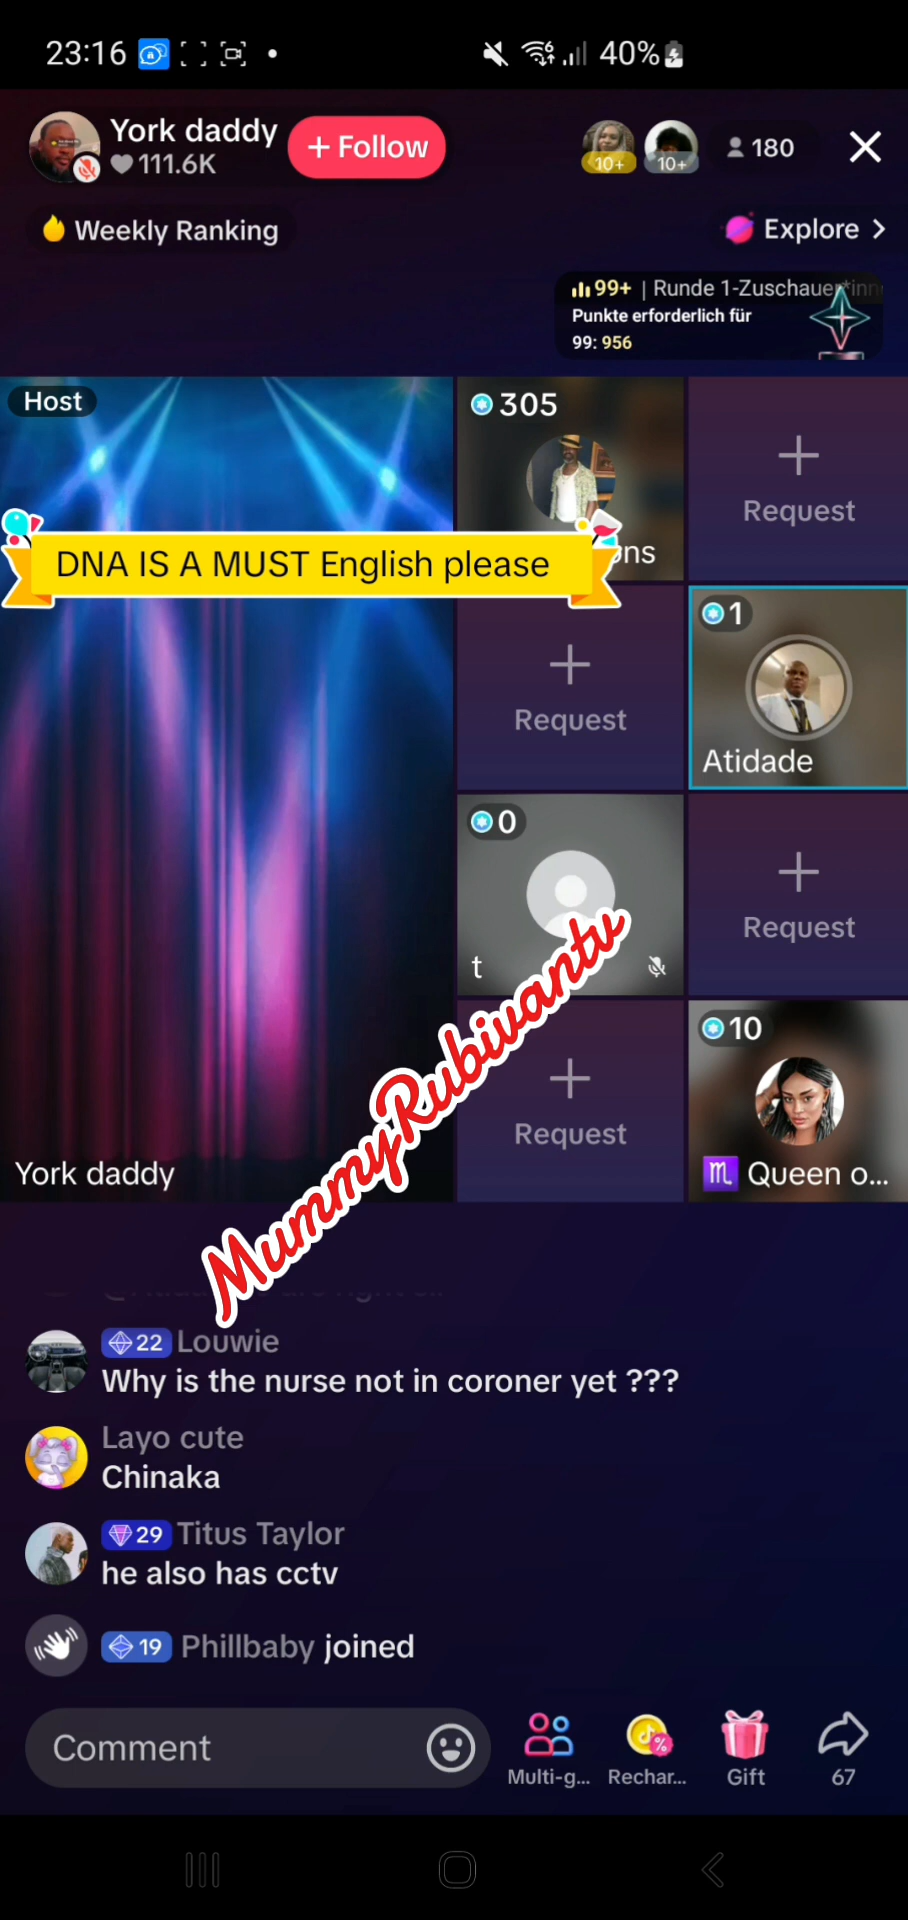 23:16
40%
York daddy
111.6K
+ Follow
10+
10+
180
Weekly Ranking
Explore
99+ | Runde 1-Zuschauer*inn
Punkte erforderlich für
99: 956
Host
305
Request
DNA IS A MUST English please
ons
Request
1
Atidade
0
t
Request
MummyRubivantv
Request
10
Queen o...
York daddy
22 Louwie
Why is the nurse not in coroner yet ???
Layo cute
Chinaka
29 Titus Taylor
he also has cctv
19 Phillbaby joined
Comment
Multi-g...
Rechar...
Gift
67